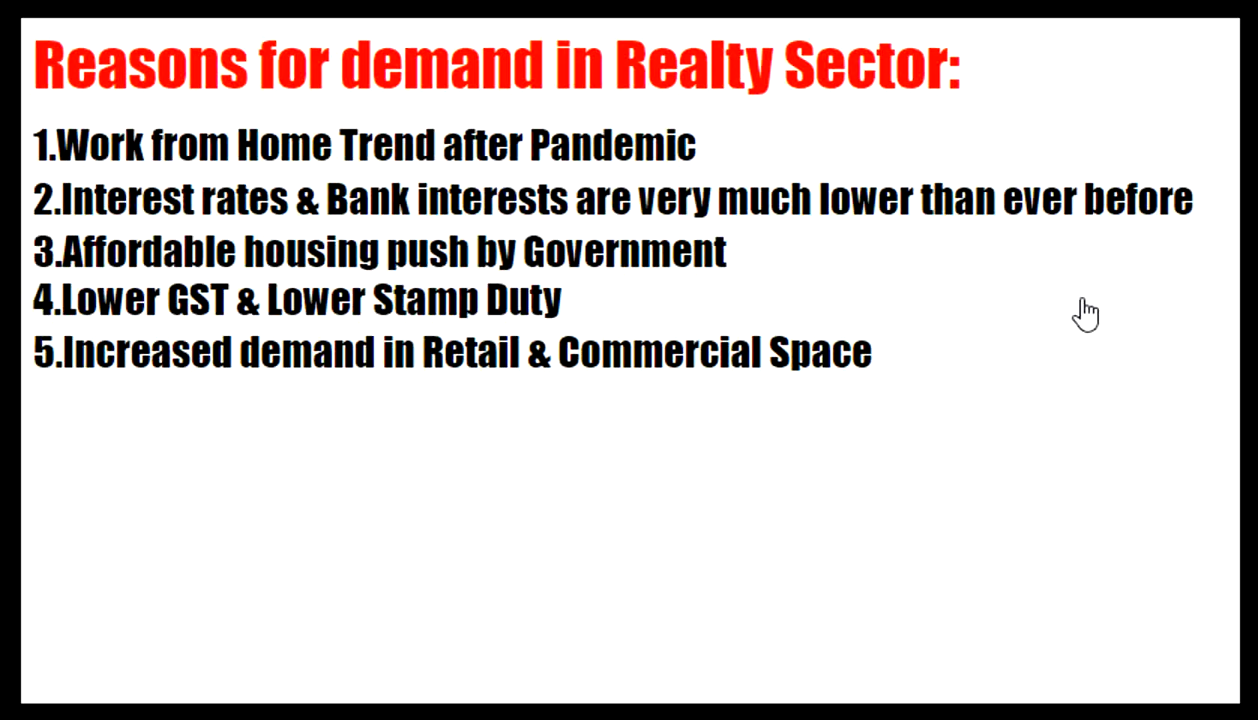 Reasons for demand in Realty Sector:
1.Work from Home Trend after Pandemic
2.Interest rates & Bank interests are very much lower than ever before
3.Affordable housing push by Government
4.Lower GST & Lower Stamp Duty
5.Increased demand in Retail & Commercial Space